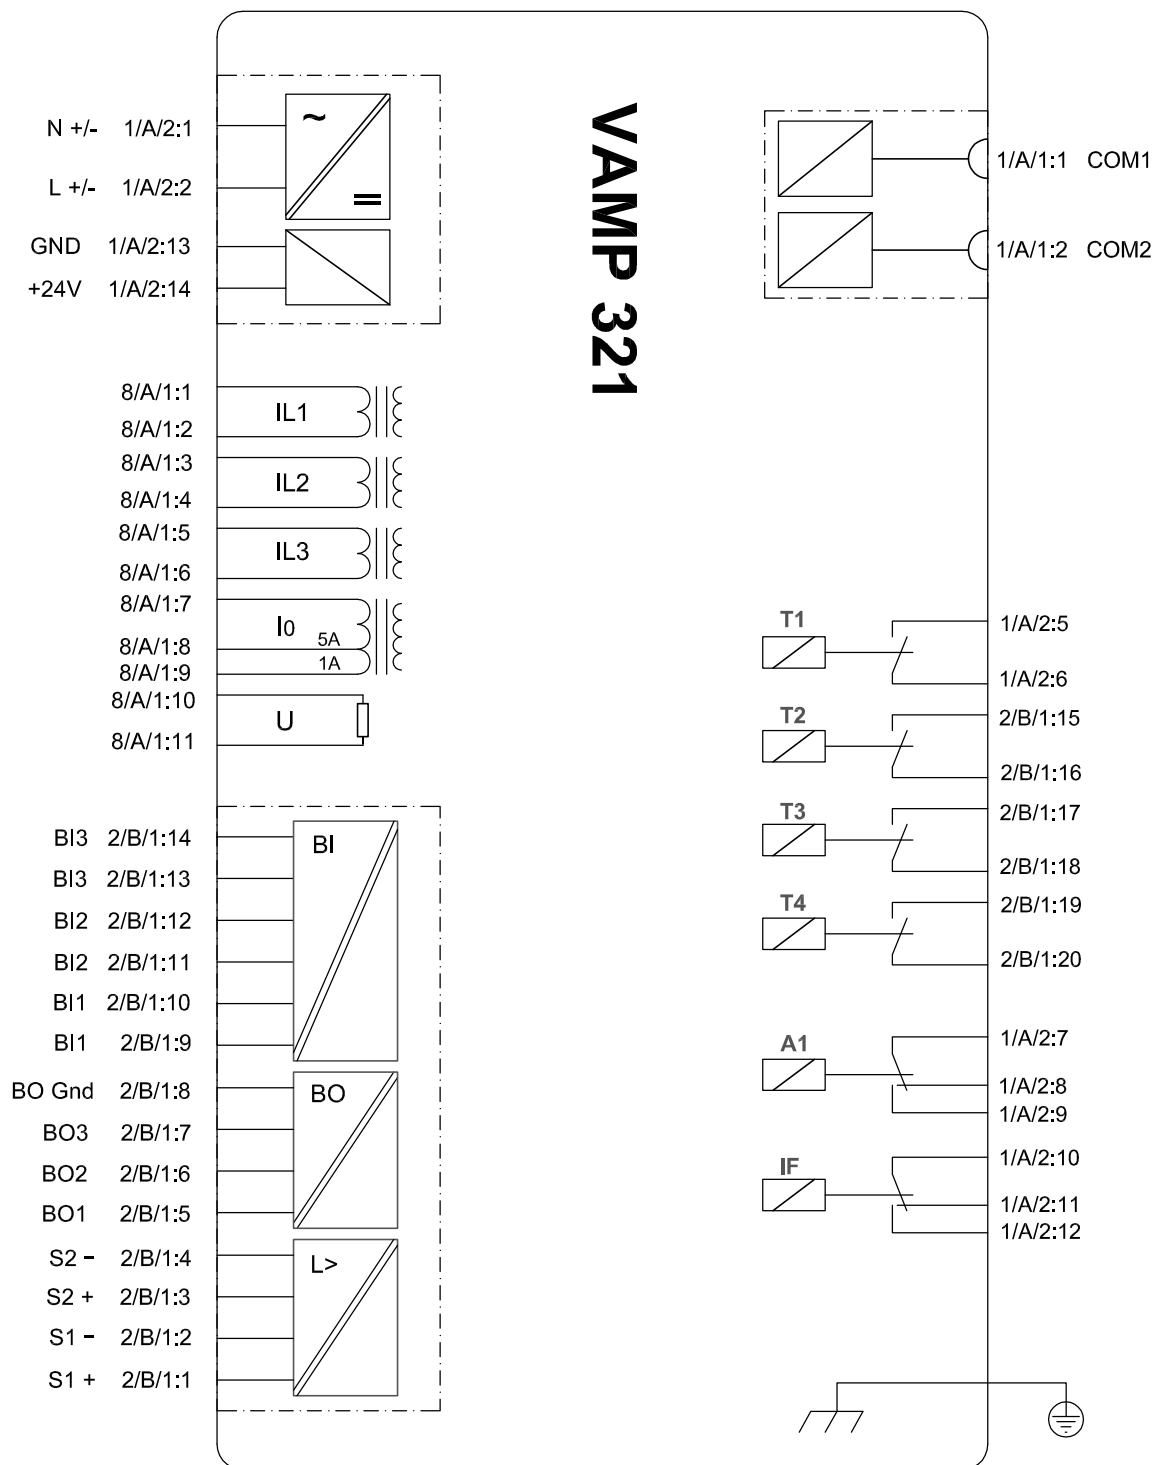 VAMP 321
N +/- 1/A/2:1
L +/- 1/A/2:2
GND 1/A/2:13
+24V 1/A/2:14
~
=
1/A/1:1 COM1
1/A/1:2 COM2
8/A/1:1
IL1
8/A/1:2
8/A/1:3
IL2
8/A/1:4
8/A/1:5
IL3
8/A/1:6
8/A/1:7
I0
5A
8/A/1:8
1A
8/A/1:9
8/A/1:10
U
8/A/1:11
BI
BI3 2/B/1:14
BI3 2/B/1:13
BI2 2/B/1:12
BI2 2/B/1:11
BI1 2/B/1:10
BI1 2/B/1:9
BO
BO Gnd 2/B/1:8
BO3 2/B/1:7
BO2 2/B/1:6
BO1 2/B/1:5
L>
S2 - 2/B/1:4
S2 + 2/B/1:3
S1 - 2/B/1:2
S1 + 2/B/1:1
T1
1/A/2:5
1/A/2:6
T2
2/B/1:15
2/B/1:16
T3
2/B/1:17
2/B/1:18
T4
2/B/1:19
2/B/1:20
A1
1/A/2:7
1/A/2:8
1/A/2:9
IF
1/A/2:10
1/A/2:11
1/A/2:12